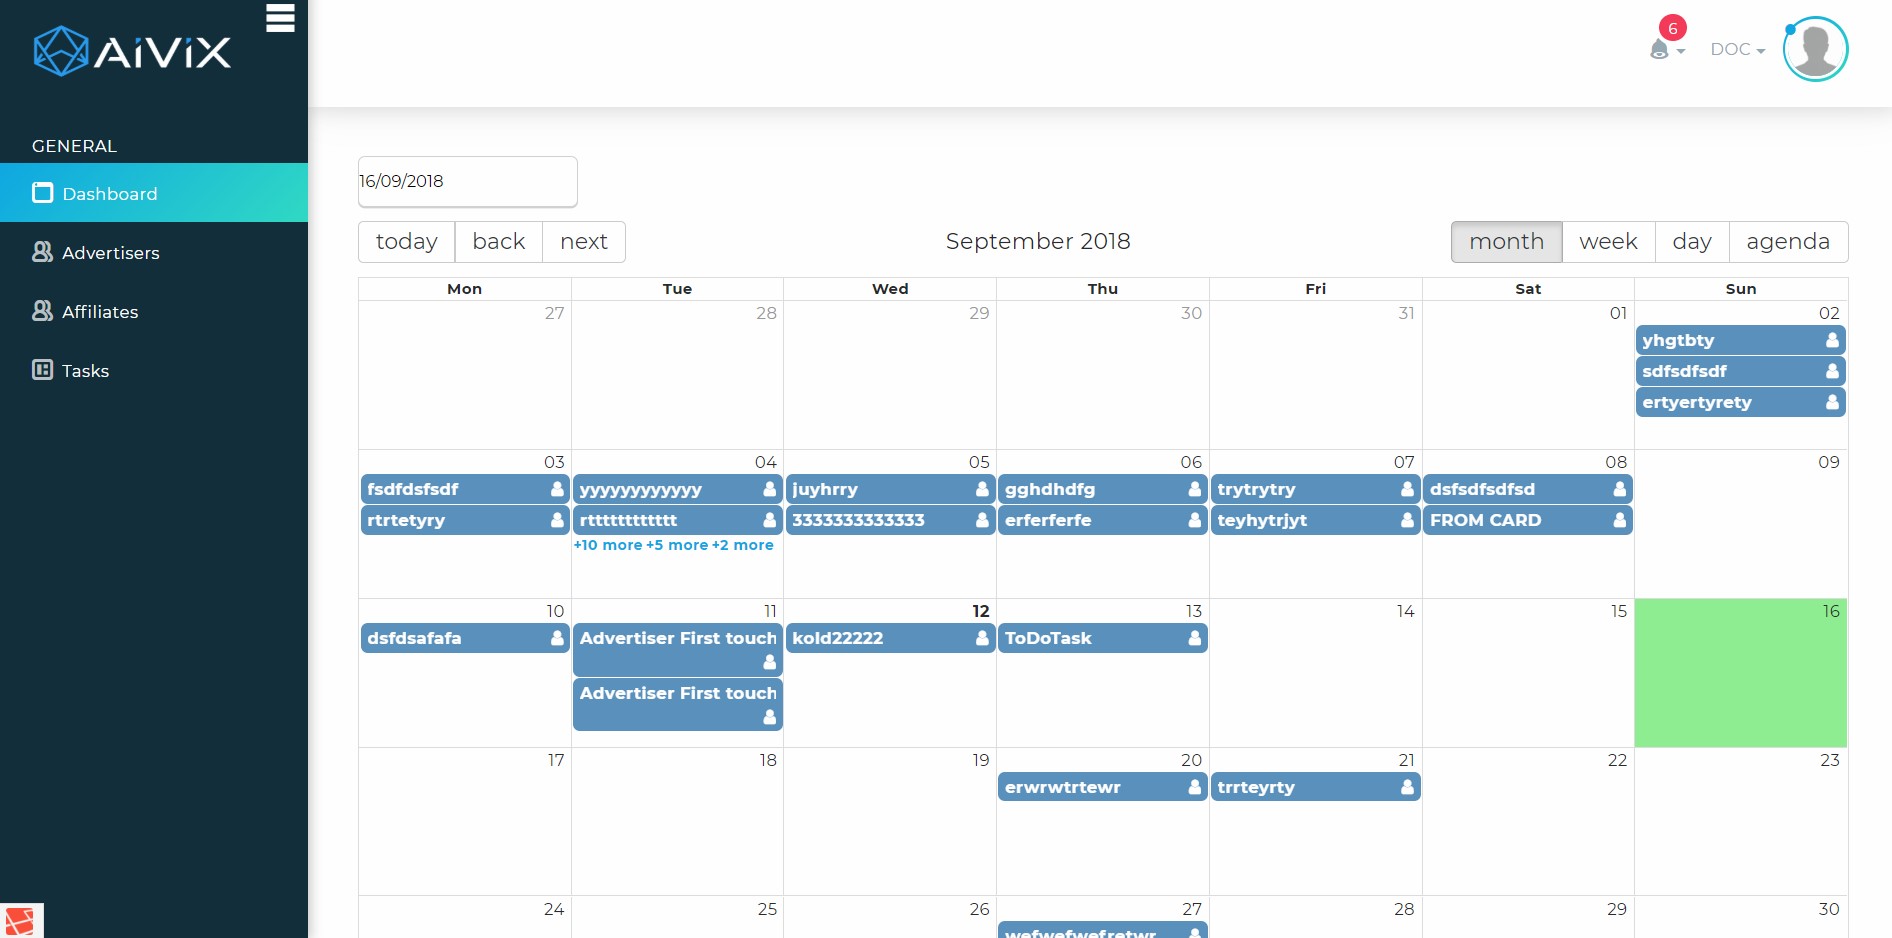 AiViX
6
DOC
GENERAL
Dashboard
Advertisers
Affiliates
Tasks
16/09/2018
today back next
September 2018
month week day agenda
Mon Tue Wed Thu Fri Sat Sun
27 28 29 30 31 01 02
yhgtbty
sdfsdfsdf
ertyertyrety
03 04 05 06 07 08 09
fsdfdsfsdf yyyyyyyyyyyy juyhrry gghdhdfg trytrytry dsfsdfsdfsd
rtrtetyry rtttttttttttt 3333333333333 erferferfe teyhytrjyt FROM CARD
+10 more +5 more +2 more
10 11 12 13 14 15 16
dsfdsafafa Advertiser First touch kold22222 ToDoTask
Advertiser First touch
17 18 19 20 21 22 23
erwrwtrtewr trrteyrty
24 25 26 27 28 29 30
wefwefwefretwr